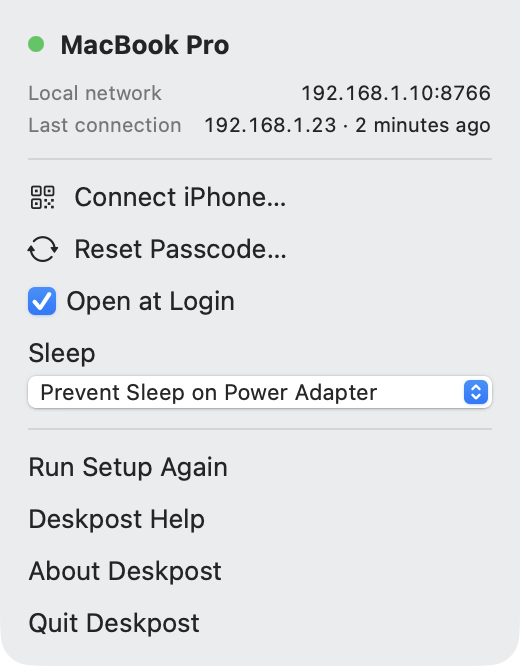 MacBook Pro
Local network 192.168.1.10:8766
Last connection 192.168.1.23 · 2 minutes ago
Connect iPhone...
Reset Passcode...
Open at Login
Sleep
Prevent Sleep on Power Adapter
Run Setup Again
Deskpost Help
About Deskpost
Quit Deskpost